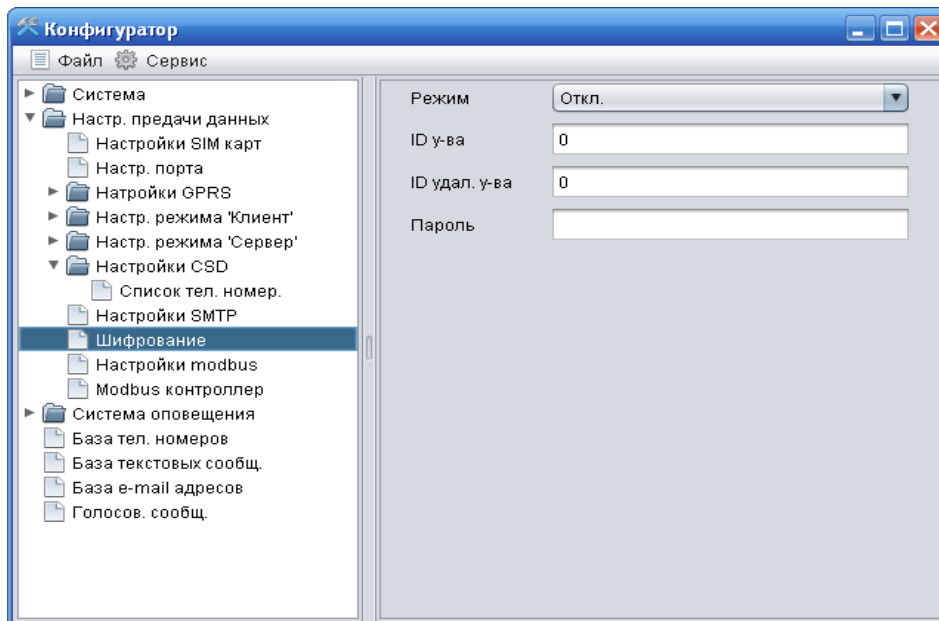 Конфигуратор
Файл Сервис
Система
Настр. предачи данных
Настройки SIM карт
Настр. порта
Натройки GPRS
Настр. режима 'Клиент'
Настр. режима 'Сервер'
Настройки CSD
Список тел. номер.
Настройки SMTP
Шифрование
Настройки modbus
Modbus контроллер
Система оповещения
База тел. номеров
База текстовых сообщ.
База e-mail адресов
Голосов. сообщ.
Режим Откл.
ID у-ва 0
ID удал. у-ва 0
Пароль